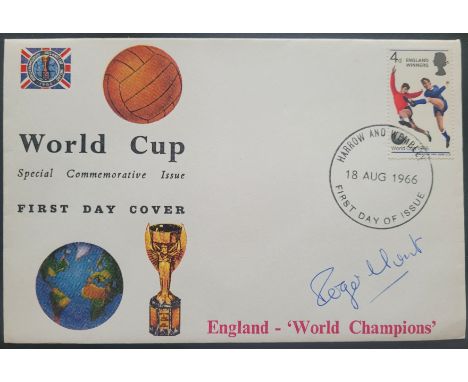 4d ENGLAND
WINNERS
World Cup
Special Commemorative Issue
FIRST DAY COVER
HARROW AND WEMBLEY
18 AUG 1966
FIRST DAY OF ISSUE
Roger Hunt
England - 'World Champions'